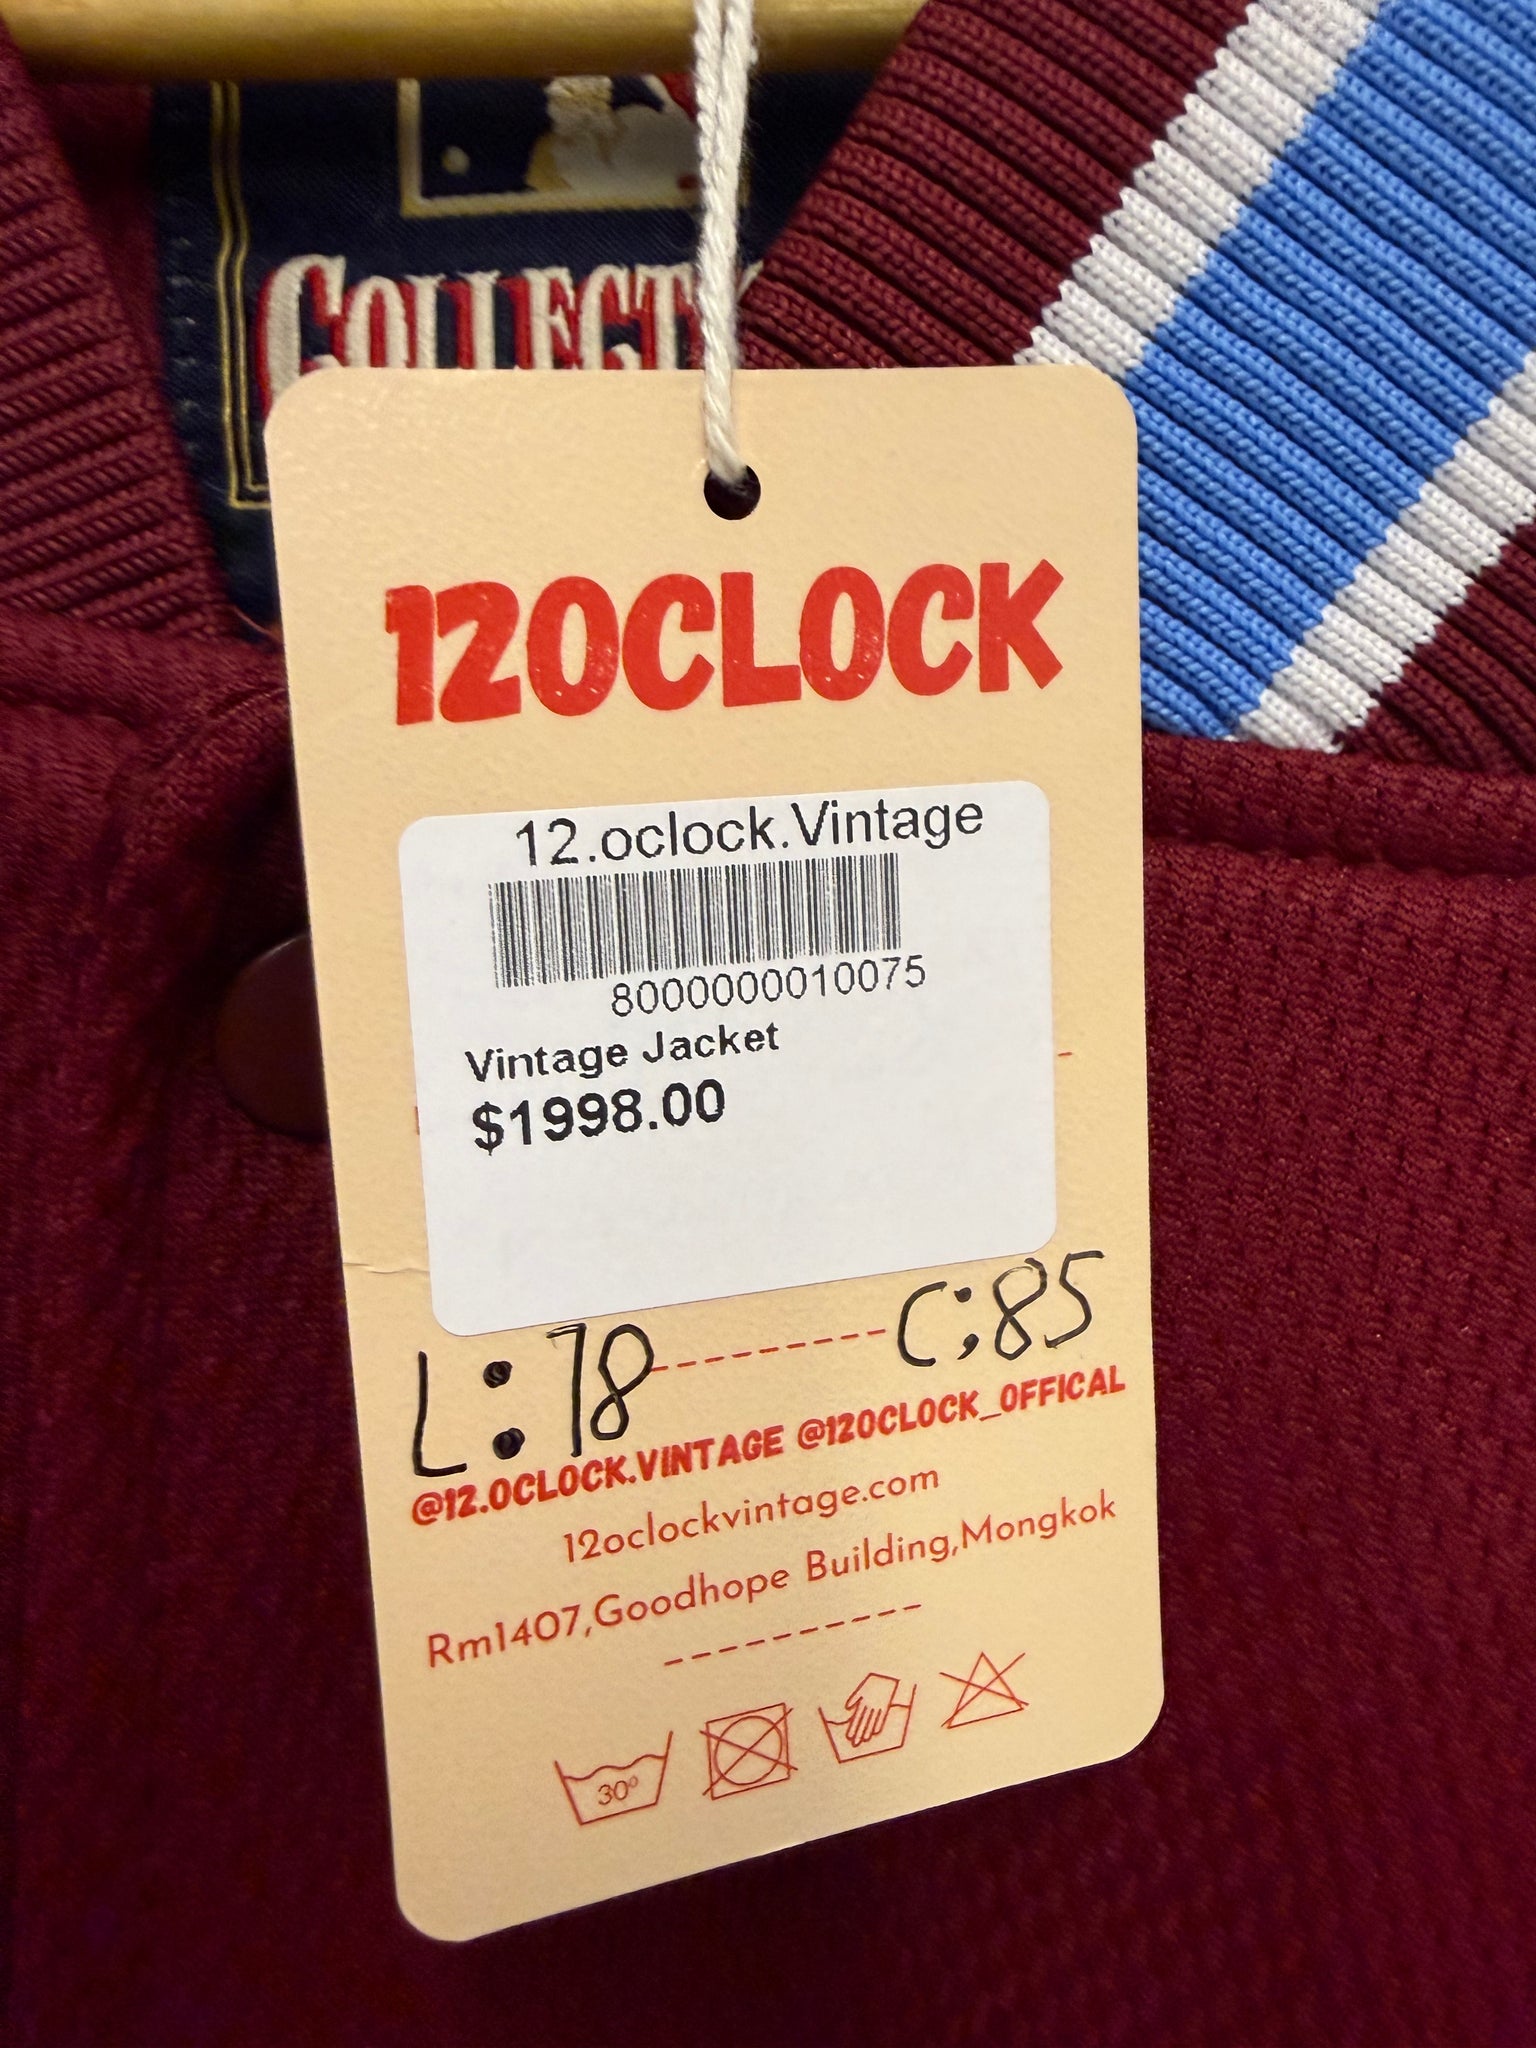 COLLECT
12OCLOCK
12.oclock.Vintage
8000000010075
Vintage Jacket
$1998.00
L:78
C:85
@12.OCLOCK.VINTAGE @12OCLOCK_OFFICAL
12oclockvintage.com
Rm1407,Goodhope Building,Mongkok
30°